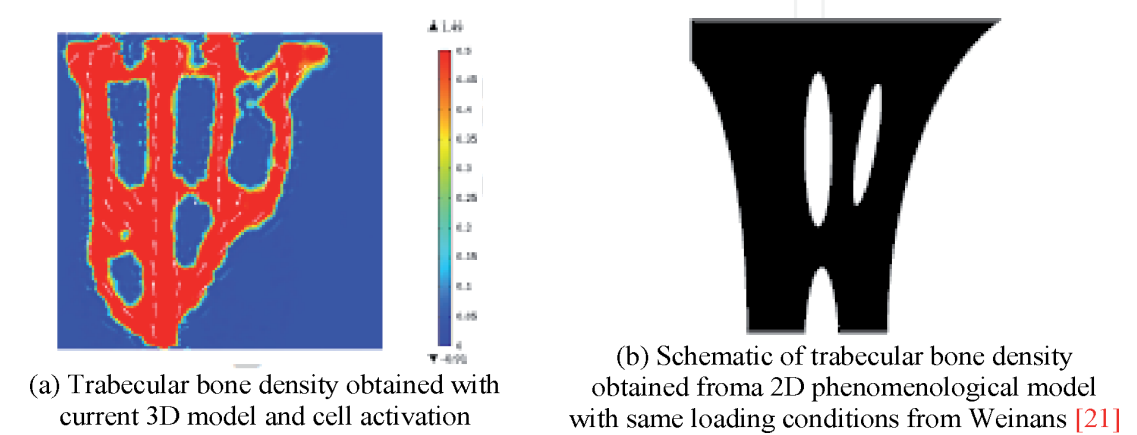 ▲ 1.49
0.5
0.45
0.4
0.35
0.3
0.25
0.2
0.15
0.1
0.05
0
(a) Trabecular bone density obtained with
current 3D model and cell activation
(b) Schematic of trabecular bone density
obtained froma 2D phenomenological model
with same loading conditions from Weinans [21]